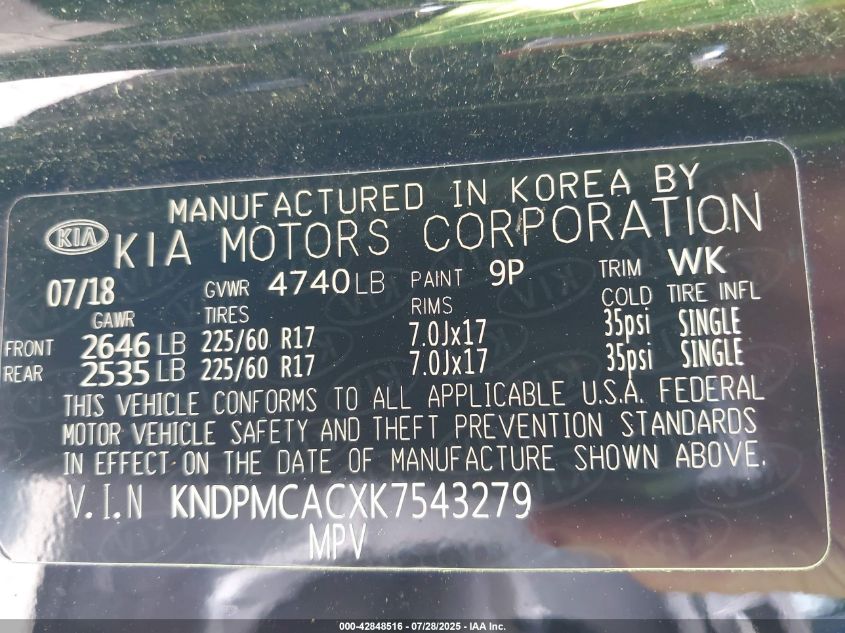 MANUFACTURED IN KOREA BY
KIA KIA MOTORS CORPORATION
07/18 GVWR 4740 LB PAINT 9P TRIM WK
GAWR TIRES RIMS COLD TIRE INFL
FRONT 2646 LB 225/60 R17 7.0Jx17 35psi SINGLE
REAR 2535 LB 225/60 R17 7.0Jx17 35psi SINGLE
THIS VEHICLE CONFORMS TO ALL APPLICABLE U.S.A. FEDERAL
MOTOR VEHICLE SAFETY AND THEFT PREVENTION STANDARDS
IN EFFECT ON THE DATE OF MANUFACTURE SHOWN ABOVE.
V.I.N KNDPMCACXK7543279
MPV
000-42848516 - 07/28/2025 - IAA Inc.